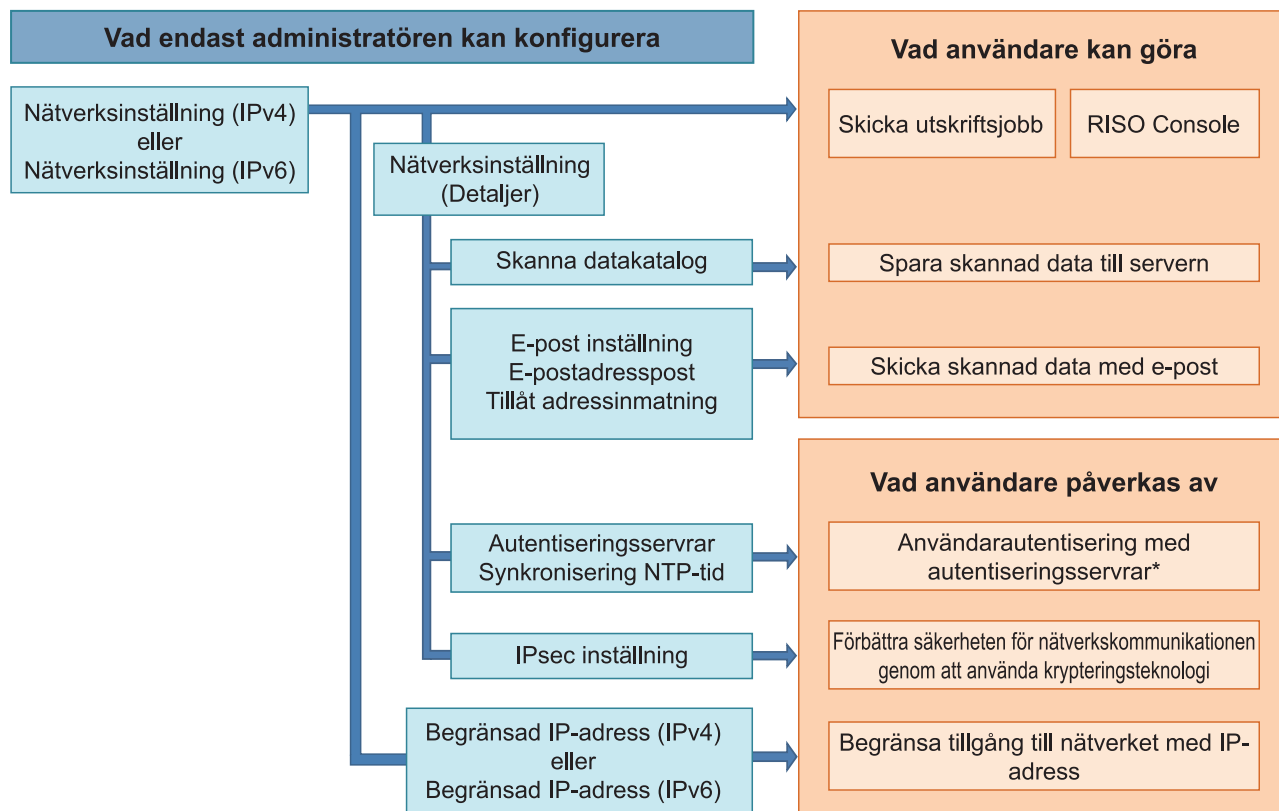 Vad endast administratören kan konfigurera
Vad användare kan göra
Nätverksinställning (IPv4)
eller
Nätverksinställning (IPv6)
Skicka utskriftsjobb
RISO Console
Nätverksinställning
(Detaljer)
Skanna datakatalog
Spara skannad data till servern
E-post inställning
E-postadresspost
Tillåt adressinmatning
Skicka skannad data med e-post
Vad användare påverkas av
Autentiseringsservrar
Synkronisering NTP-tid
Användarautentisering med
autentiseringsservrar*
IPsec inställning
Förbättra säkerheten för nätverkskommunikationen
genom att använda krypteringsteknologi
Begränsad IP-adress (IPv4)
eller
Begränsad IP-adress (IPv6)
Begränsa tillgång till nätverket med IP-
adress